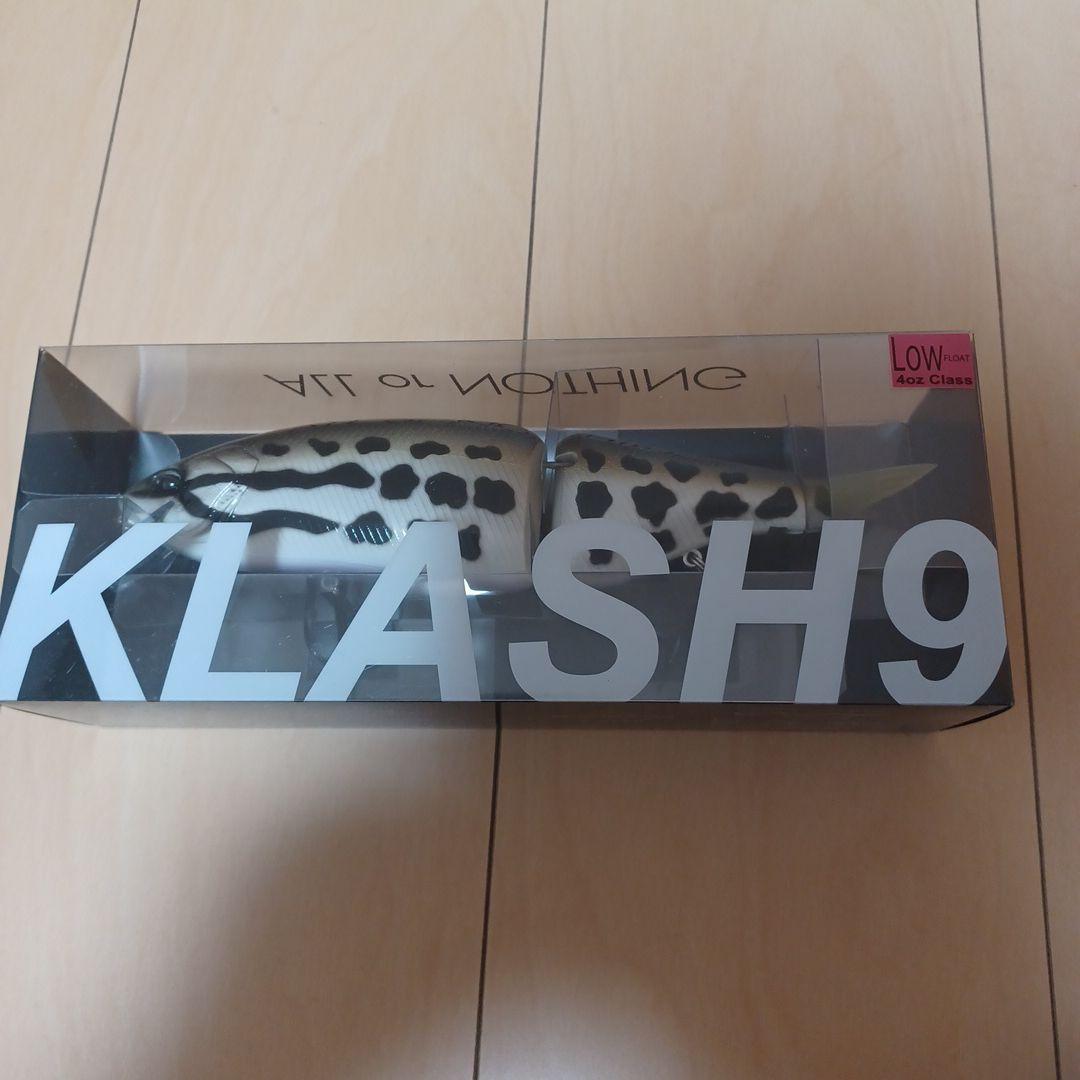 ALL or NOTHING
LOW FLOAT
4oz Class
KLASH9